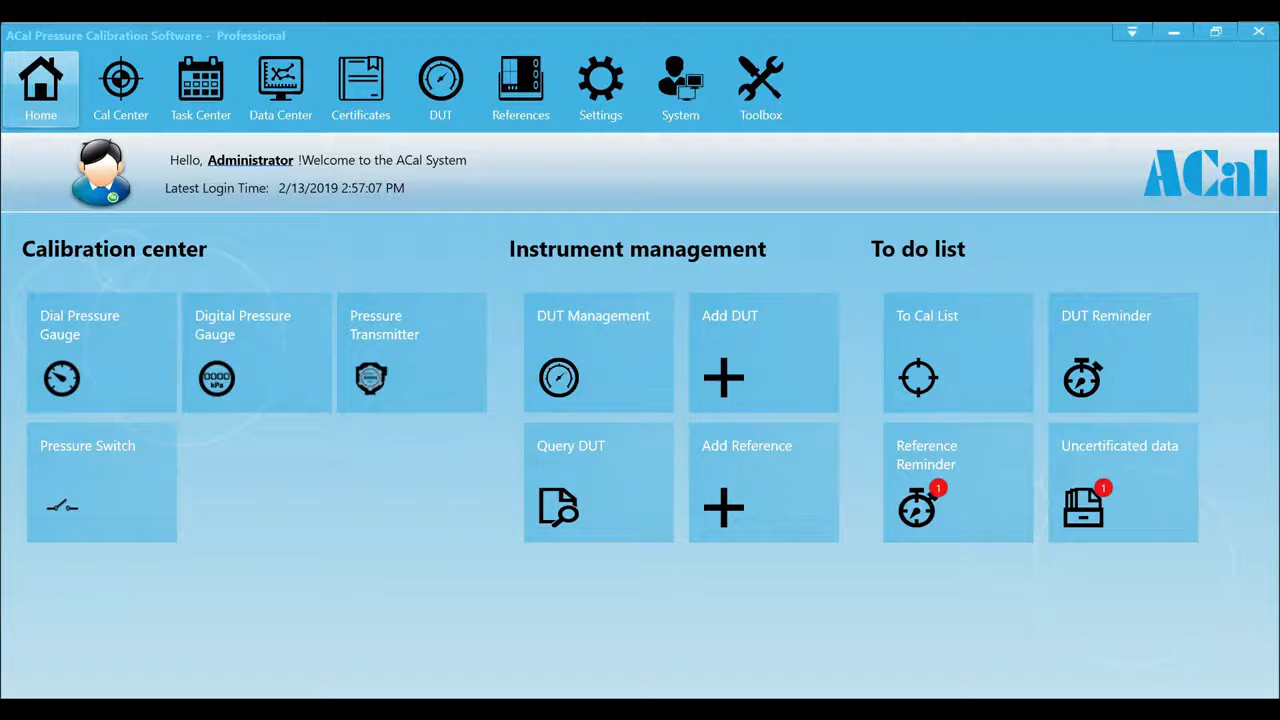 ACal Pressure Calibration Software - Professional
Home
Cal Center
Task Center
Data Center
Certificates
DUT
References
Settings
System
Toolbox
Hello, Administrator !Welcome to the ACal System
Latest Login Time: 2/13/2019 2:57:07 PM
ACal
Calibration center
Instrument management
To do list
Dial Pressure
Gauge
Digital Pressure
Gauge
0000
kPa
Pressure
Transmitter
DUT Management
Add DUT
To Cal List
DUT Reminder
Pressure Switch
Query DUT
Add Reference
Reference
Reminder
1
Uncertificated data
1